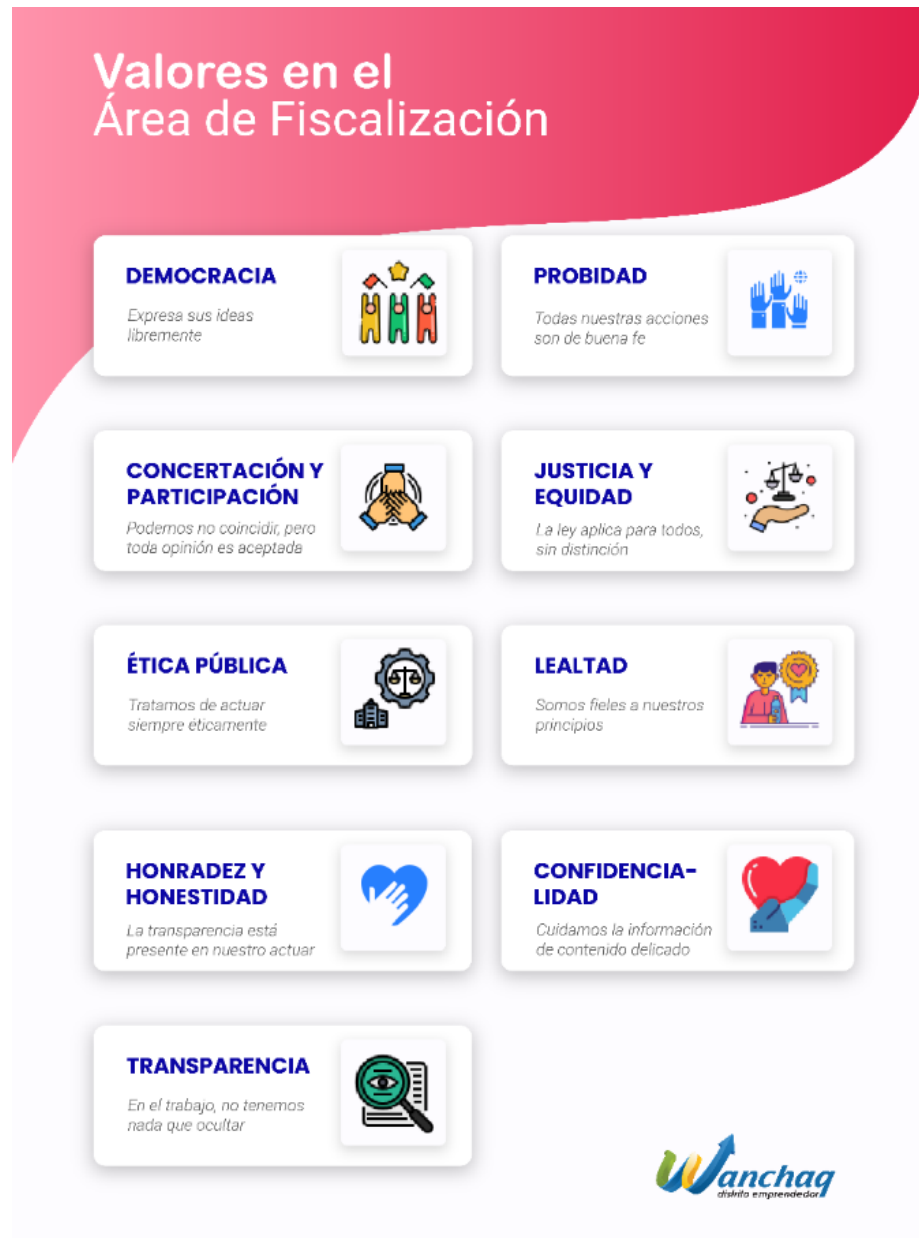 Valores en el
Área de Fiscalización
DEMOCRACIA
Expresa sus ideas
libremente
PROBIDAD
Todas nuestras acciones
son de buena fe
CONCERTACIÓN Y
PARTICIPACIÓN
Podemos no coincidir, pero
toda opinión es aceptada
JUSTICIA Y
EQUIDAD
La ley aplica para todos,
sin distinción
ÉTICA PÚBLICA
Tratamos de actuar
siempre éticamente
LEALTAD
Somos fieles a nuestros
principios
HONRADEZ Y
HONESTIDAD
La transparencia está
presente en nuestro actuar
CONFIDENCIA-
LIDAD
Cuidamos la información
de contenido delicado
TRANSPARENCIA
En el trabajo, no tenemos
nada que ocultar
Wanchaq
distrito emprendedor